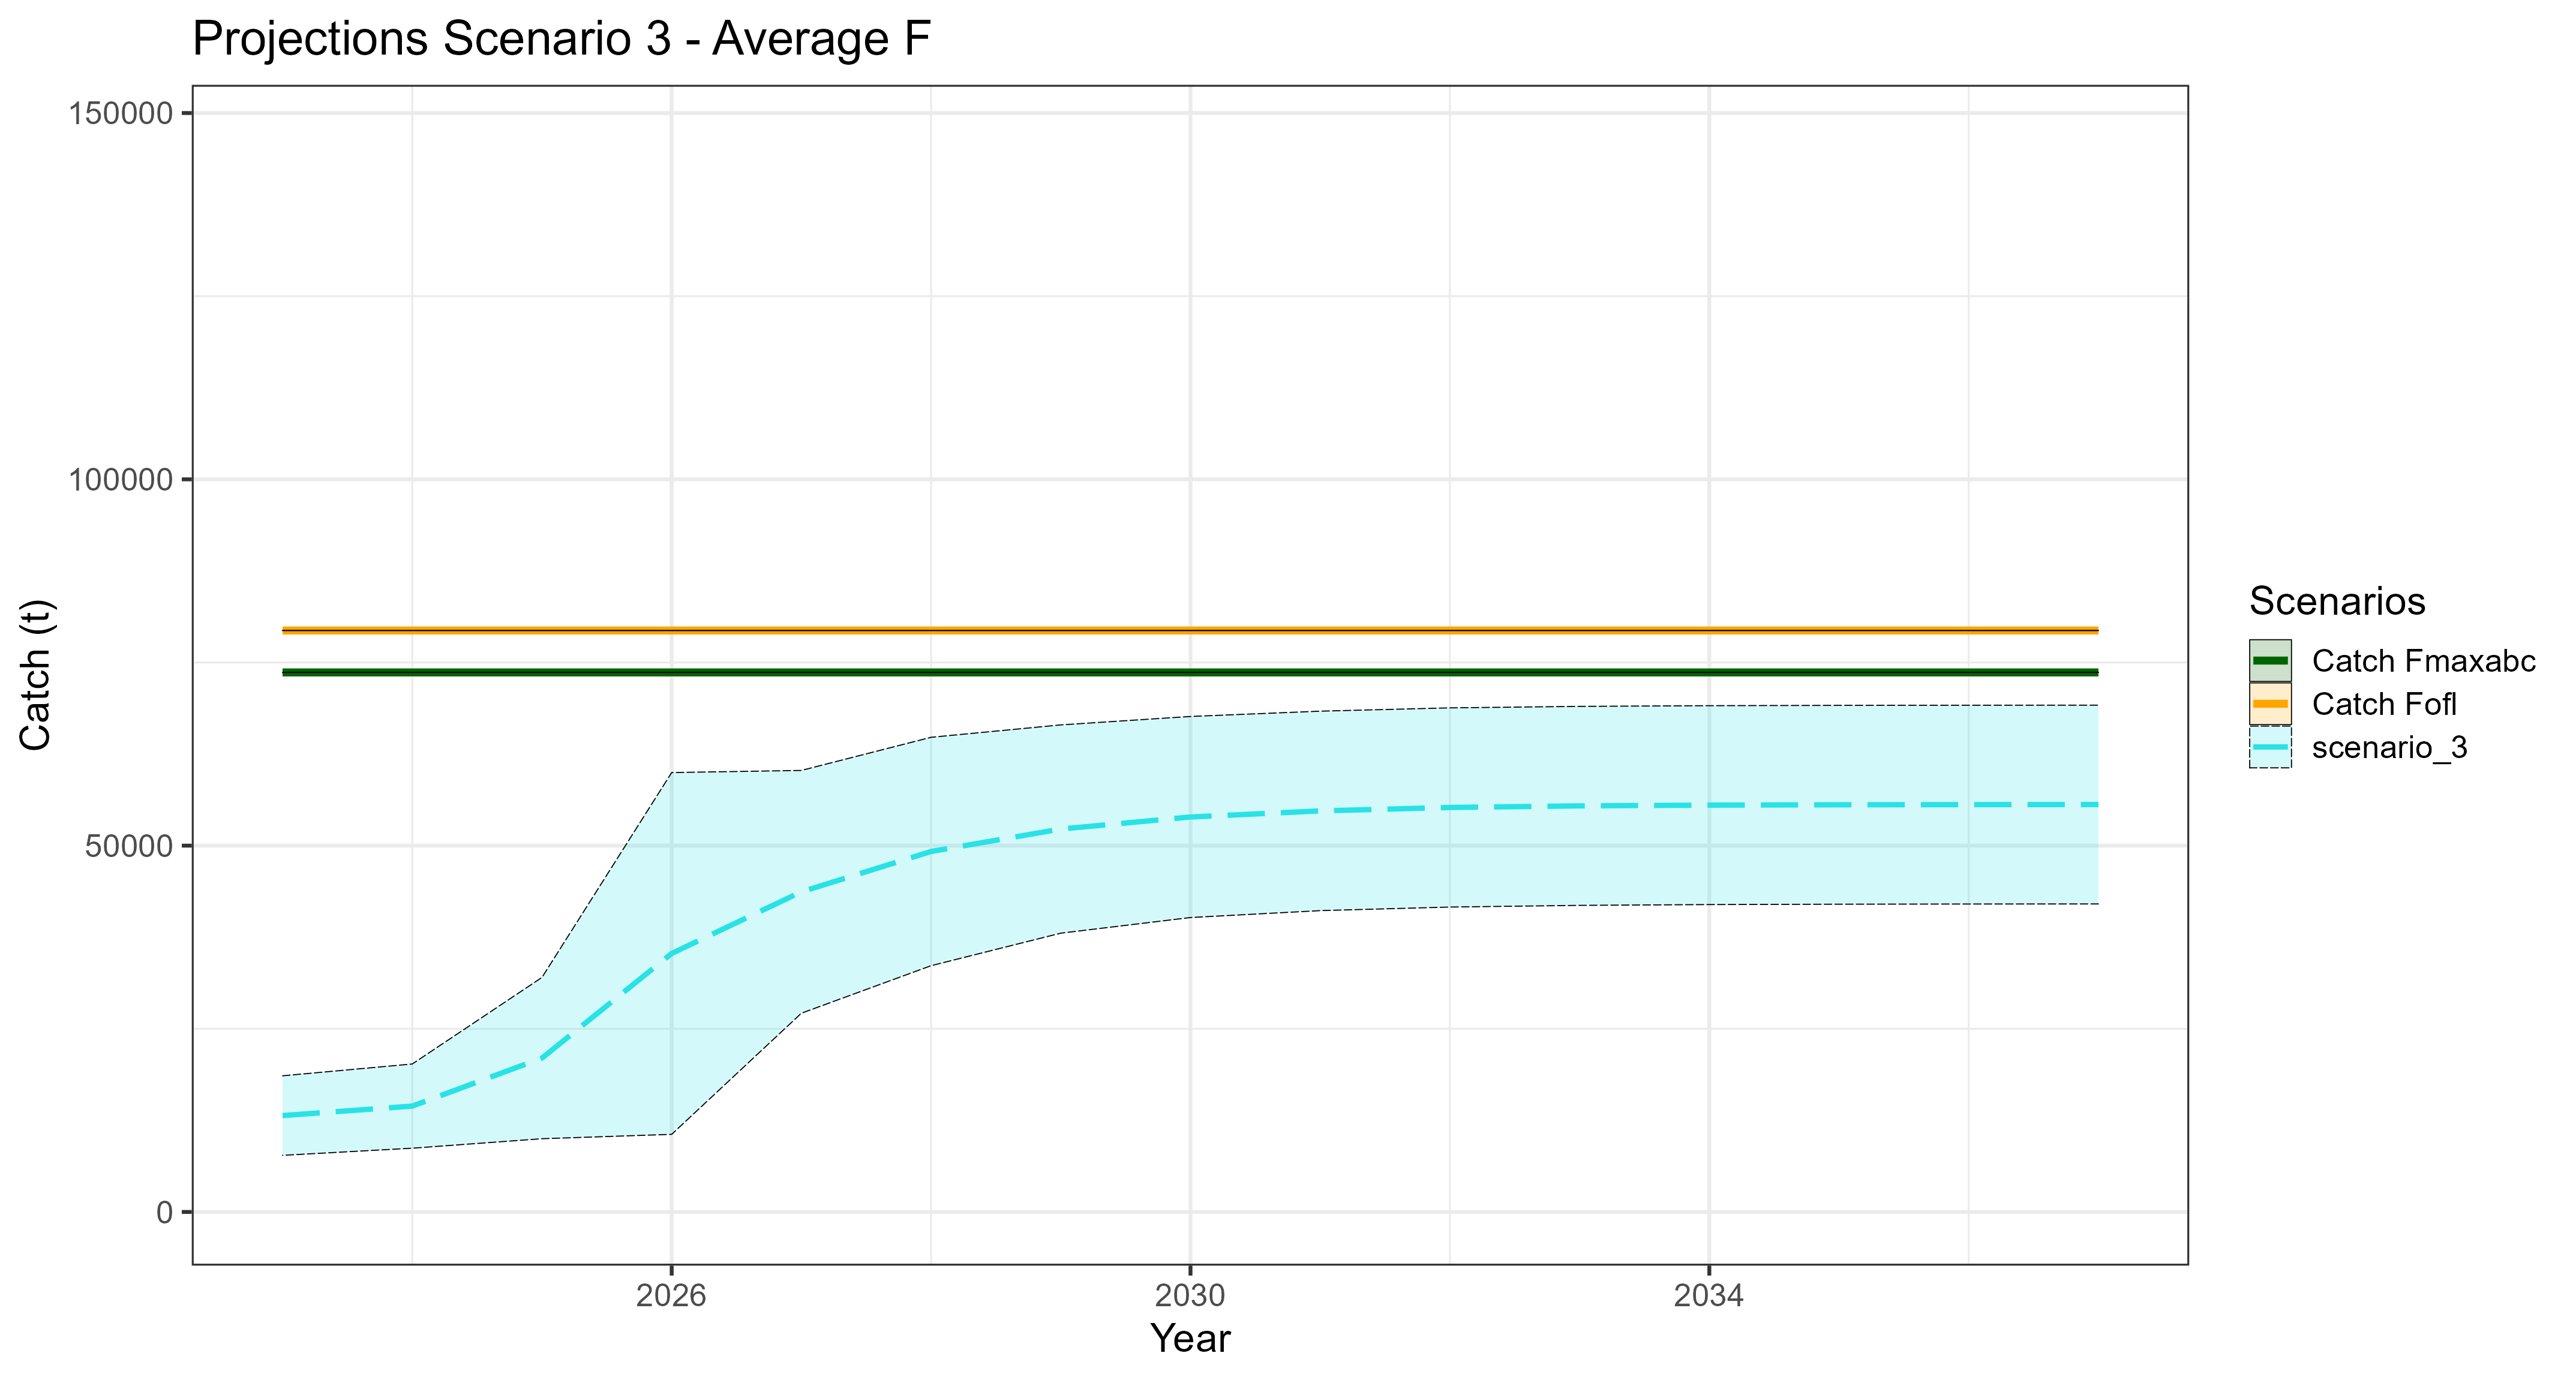 Projections Scenario 3 - Average F
150000
100000
50000
0
Catch (t)
2026
2030
2034
Year
Scenarios
Catch Fmaxabc
Catch Fofl
scenario_3